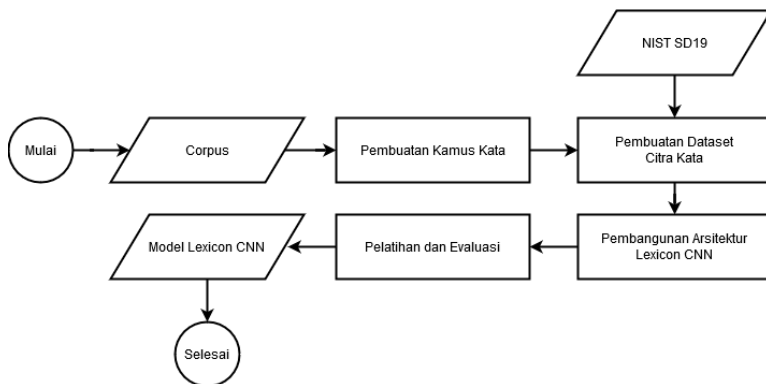 NIST SD19
Mulai
Corpus
Pembuatan Kamus Kata
Pembuatan Dataset
Citra Kata
Pembangunan Arsitektur
Lexicon CNN
Pelatihan dan Evaluasi
Model Lexicon CNN
Selesai